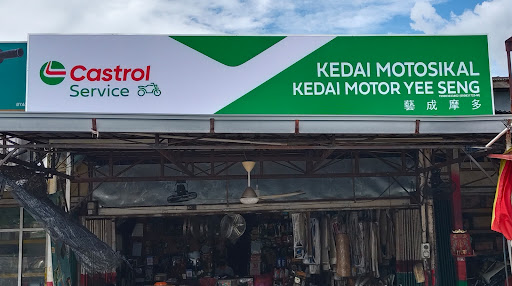 Castrol
Service
KEDAI MOTOSIKAL
KEDAI MOTOR YEE SENG
藝成摩多